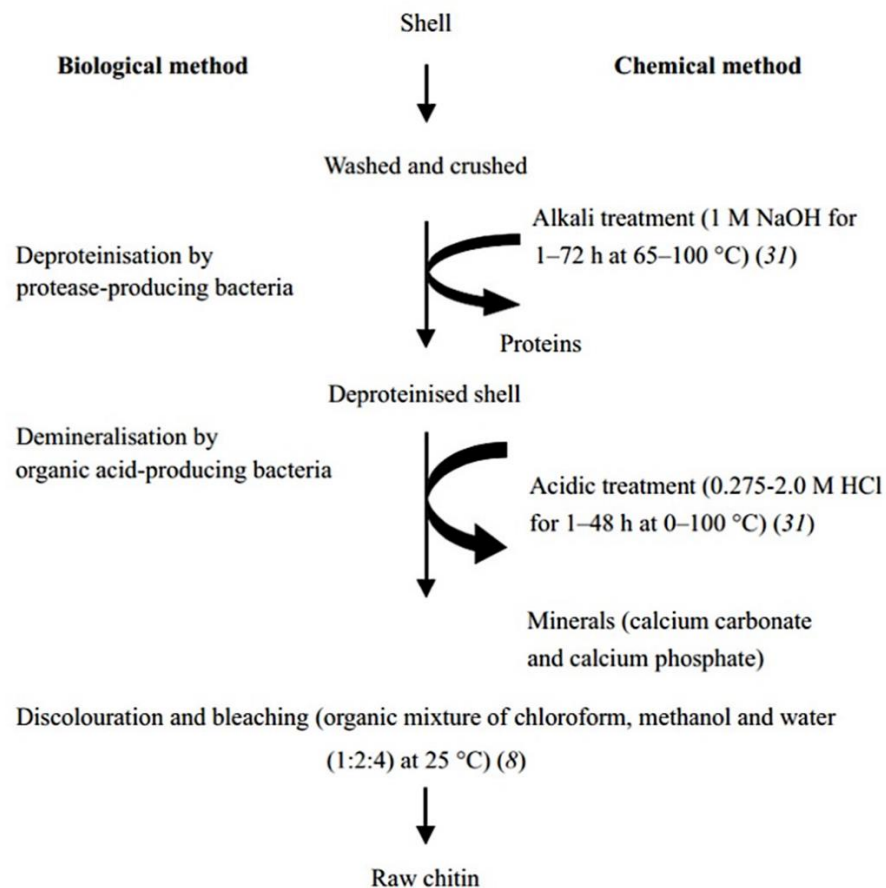 Shell
Biological method
Chemical method
Washed and crushed
Alkali treatment (1 M NaOH for
1–72 h at 65–100 °C) (31)
Deproteinisation by
protease-producing bacteria
Proteins
Deproteinised shell
Demineralisation by
organic acid-producing bacteria
Acidic treatment (0.275-2.0 M HCl
for 1–48 h at 0–100 °C) (31)
Minerals (calcium carbonate
and calcium phosphate)
Discolouration and bleaching (organic mixture of chloroform, methanol and water
(1:2:4) at 25 °C) (8)
Raw chitin